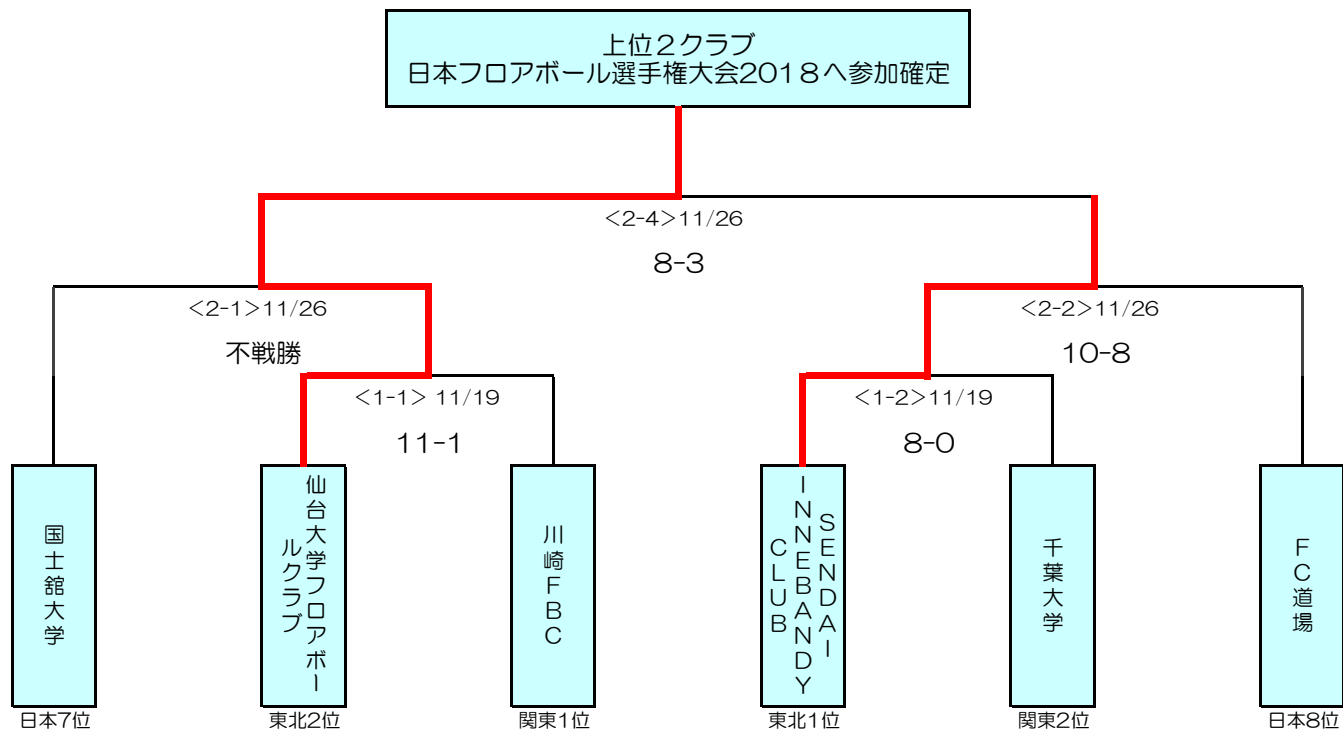 上位２クラブ
日本フロアボール選手権大会2018へ参加確定
<2-4>11/26
8-3
<2-1>11/26
不戦勝
<2-2>11/26
10-8
<1-1> 11/19
11-1
<1-2>11/19
8-0
国士舘大学
仙台大学フロアボー
ルクラブ
川崎FBC
SENDAI
INNEBANDY
CLUB
千葉大学
FC道場
日本7位
東北2位
関東1位
東北1位
関東2位
日本8位